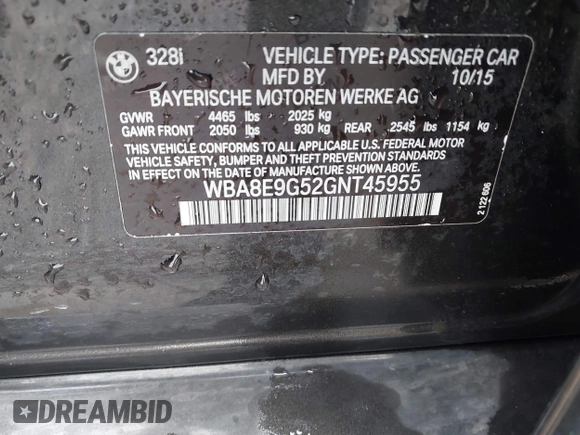 328i VEHICLE TYPE: PASSENGER CAR
MFD BY 10/15
BAYERISCHE MOTOREN WERKE AG
GVWR 4465 lbs 2025 kg
GAWR FRONT 2050 lbs 930 kg REAR 2545 lbs 1154 kg
THIS VEHICLE CONFORMS TO ALL APPLICABLE U.S. FEDERAL MOTOR
VEHICLE SAFETY, BUMPER AND THEFT PREVENTION STANDARDS
IN EFFECT ON THE DATE OF MANUFACTURE SHOWN ABOVE.
WBA8E9G52GNT45955
2 122 606
DREAMBID